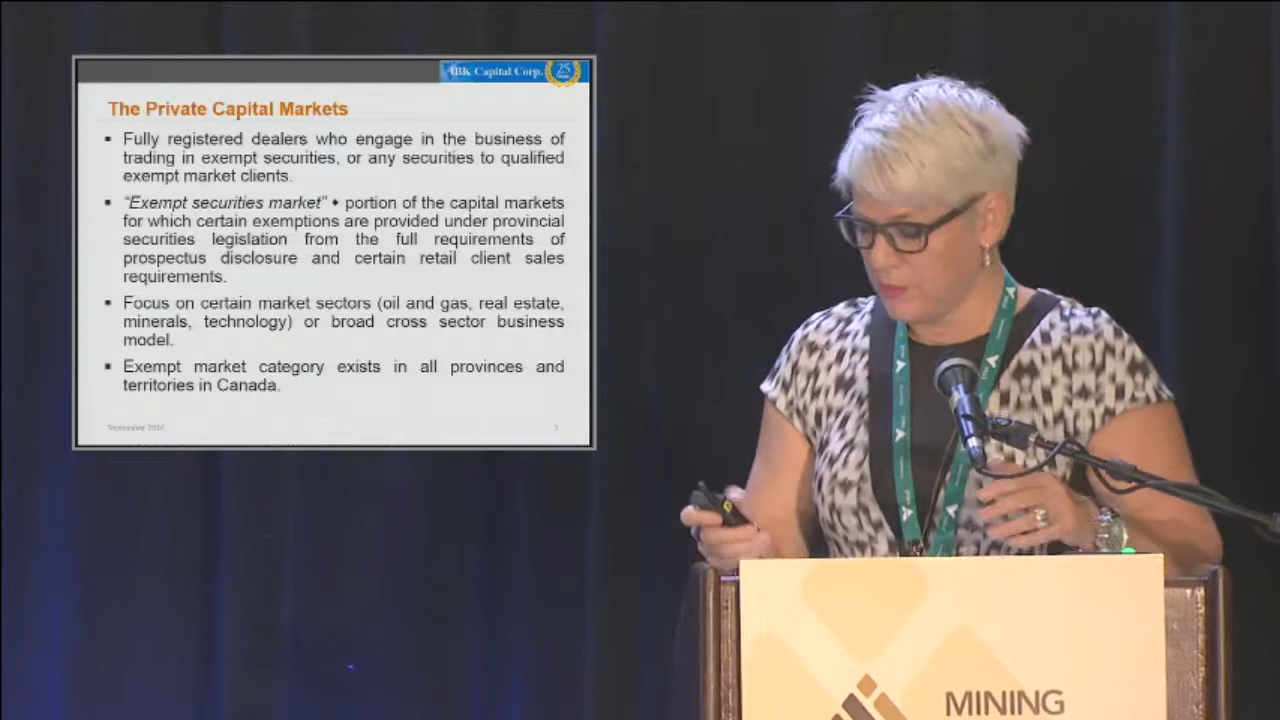 IBK Capital Corp.
25
The Private Capital Markets
▪ Fully registered dealers who engage in the business of
trading in exempt securities, or any securities to qualified
exempt market clients.
▪ "Exempt securities market" ♦ portion of the capital markets
for which certain exemptions are provided under provincial
securities legislation from the full requirements of
prospectus disclosure and certain retail client sales
requirements.
▪ Focus on certain market sectors (oil and gas, real estate,
minerals, technology) or broad cross sector business
model.
▪ Exempt market category exists in all provinces and
territories in Canada.
September
MINING